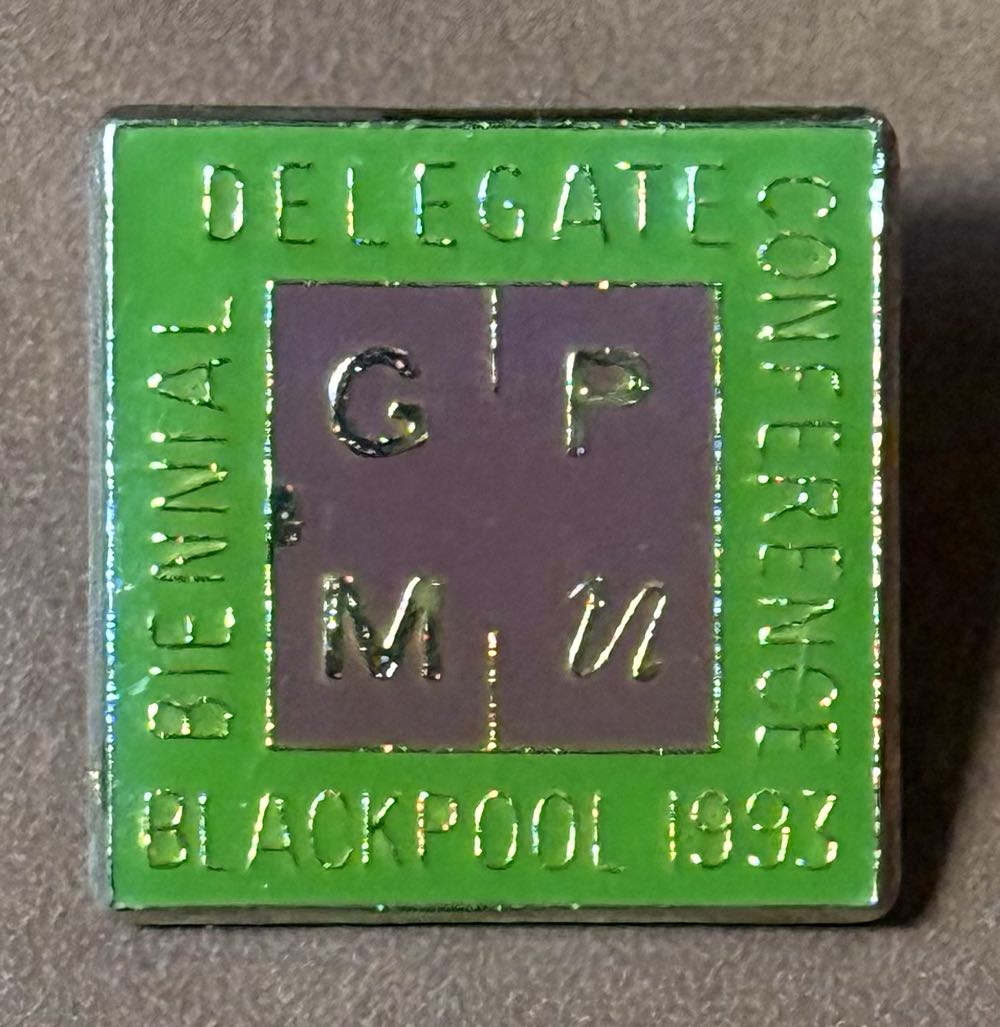 BIENNIAL
DELEGATE
CONFERENCE
G P
M U
BLACKPOOL 1993